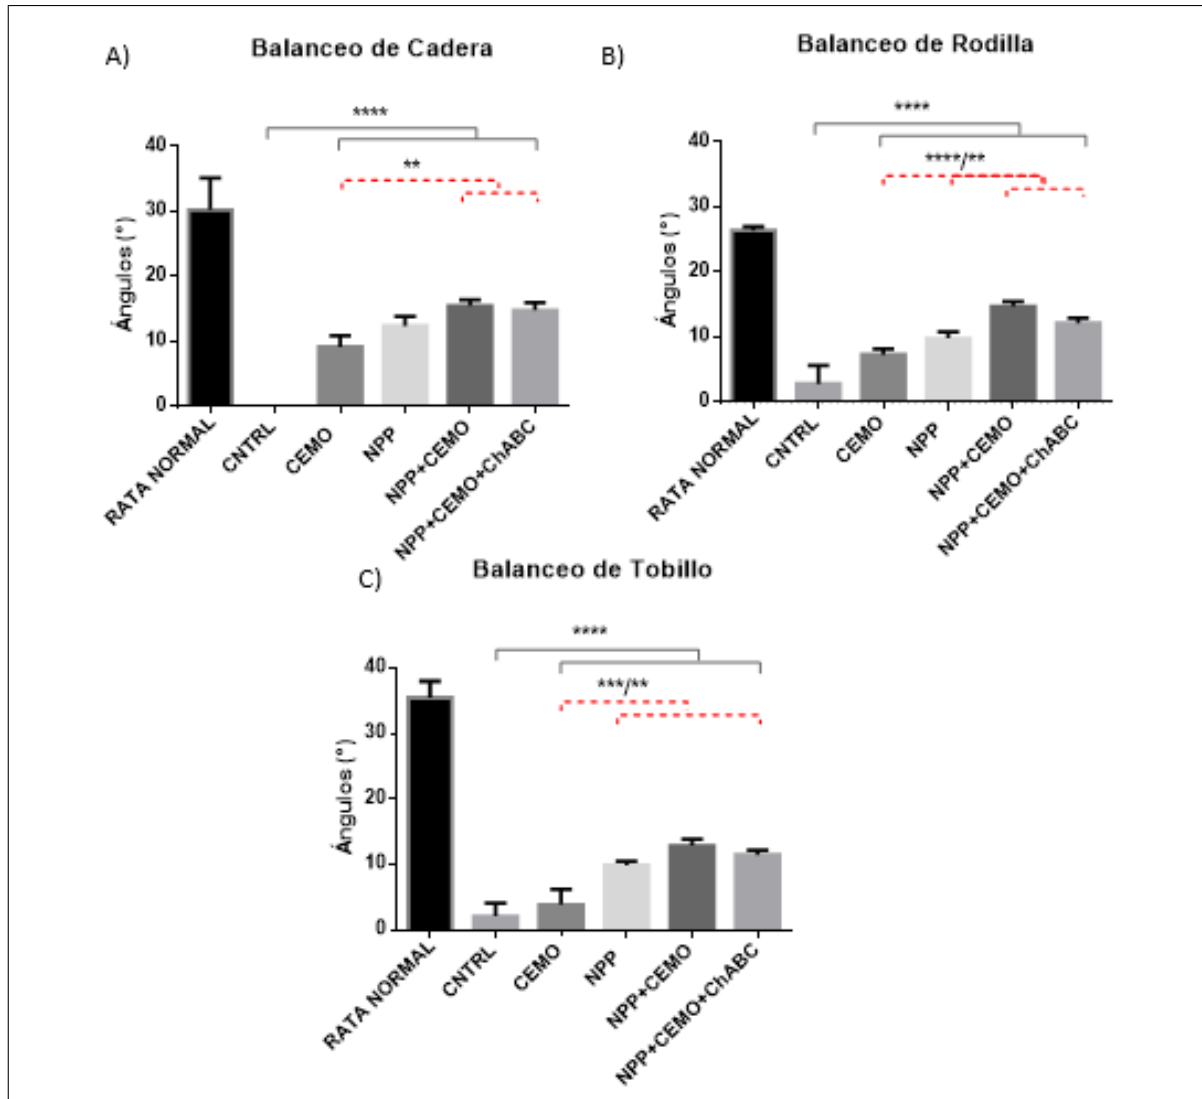 A)
Balanceo de Cadera
****
**
Ángulos (°)
40
30
20
10
0
RATA NORMAL
CNTRL
CEMO
NPP
NPP+CEMO
NPP+CEMO+ChABC
B)
Balanceo de Rodilla
****
****/**
Ángulos (°)
40
30
20
10
0
RATA NORMAL
CNTRL
CEMO
NPP
NPP+CEMO
NPP+CEMO+ChABC
C)
Balanceo de Tobillo
****
***/**
Ángulos (°)
40
30
20
10
0
RATA NORMAL
CNTRL
CEMO
NPP
NPP+CEMO
NPP+CEMO+ChABC